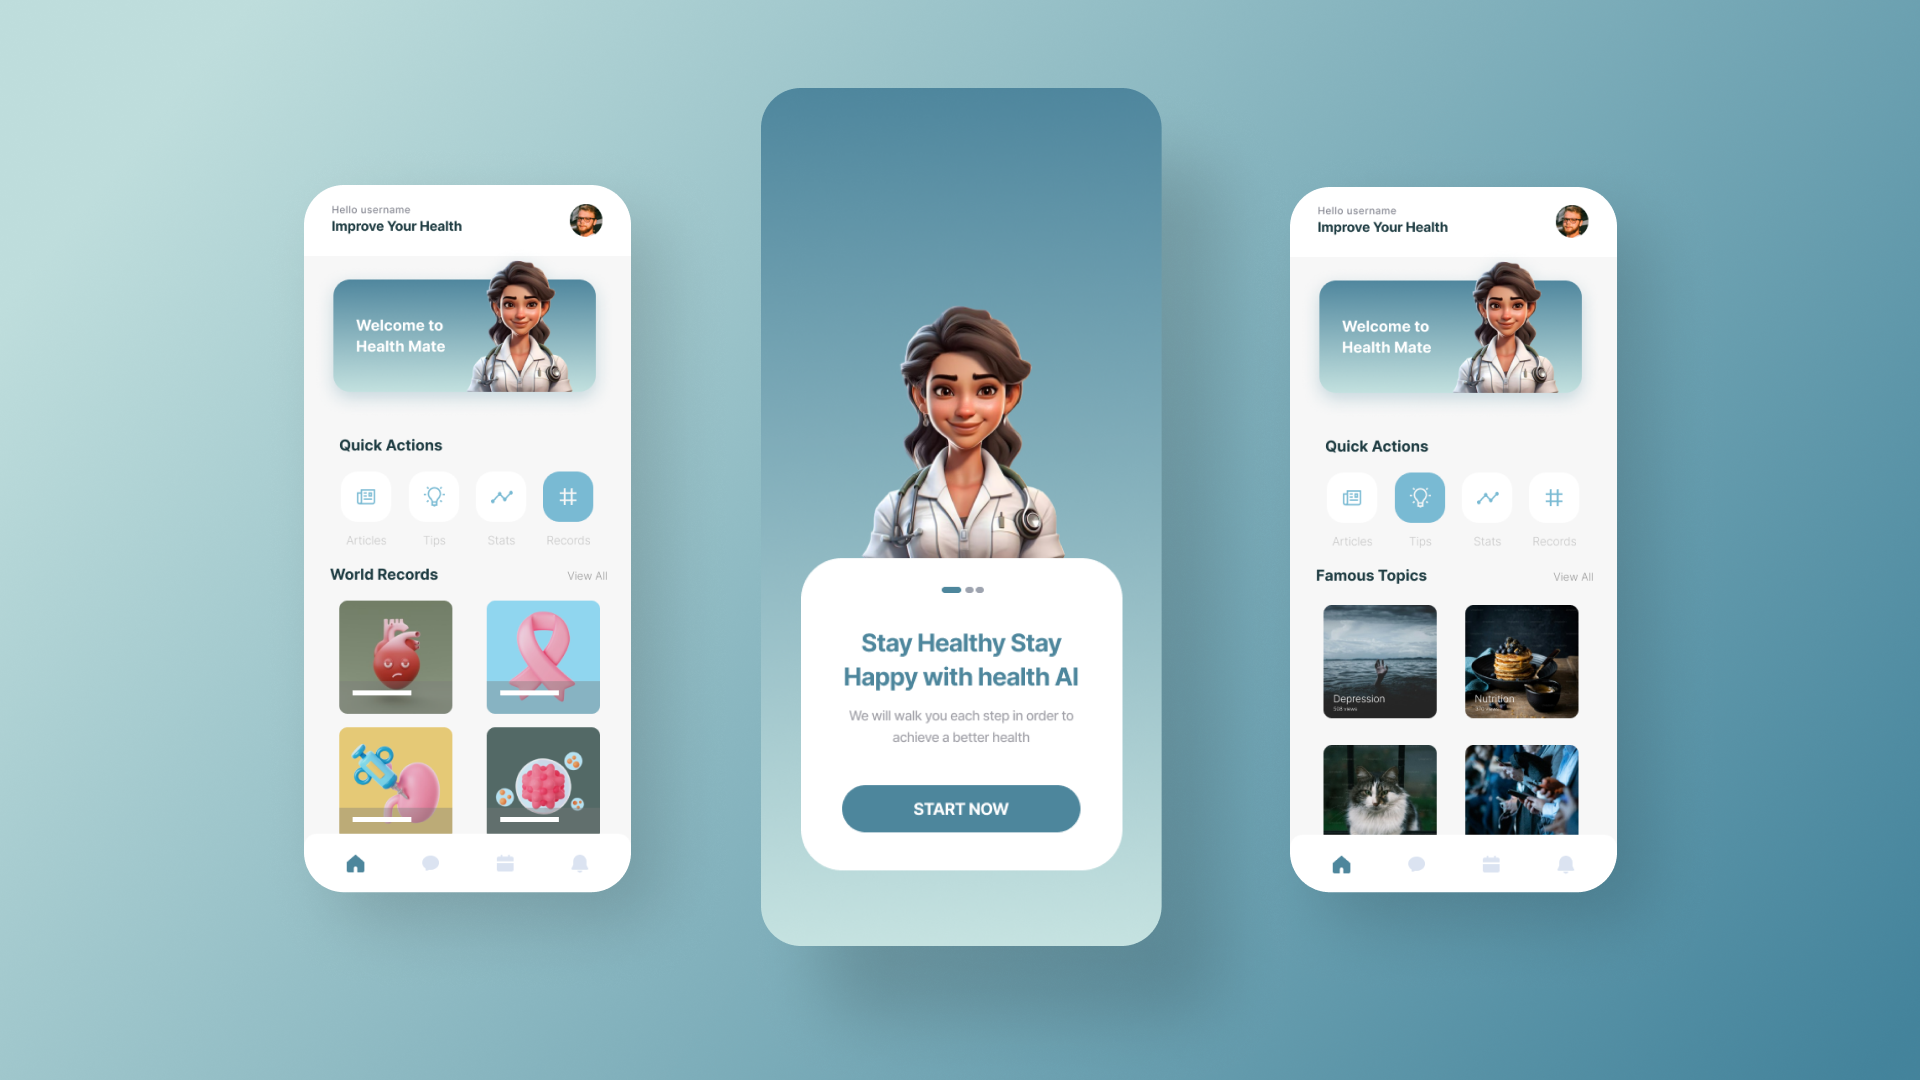 Hello username
Improve Your Health
Welcome to
Health Mate
Quick Actions
Articles
Tips
Stats
Records
World Records
View All
Stay Healthy Stay
Happy with health AI
We will walk you each step in order to
achieve a better health
START NOW
Hello username
Improve Your Health
Welcome to
Health Mate
Quick Actions
Articles
Tips
Stats
Records
Famous Topics
View All
Depression
Nutrition
views